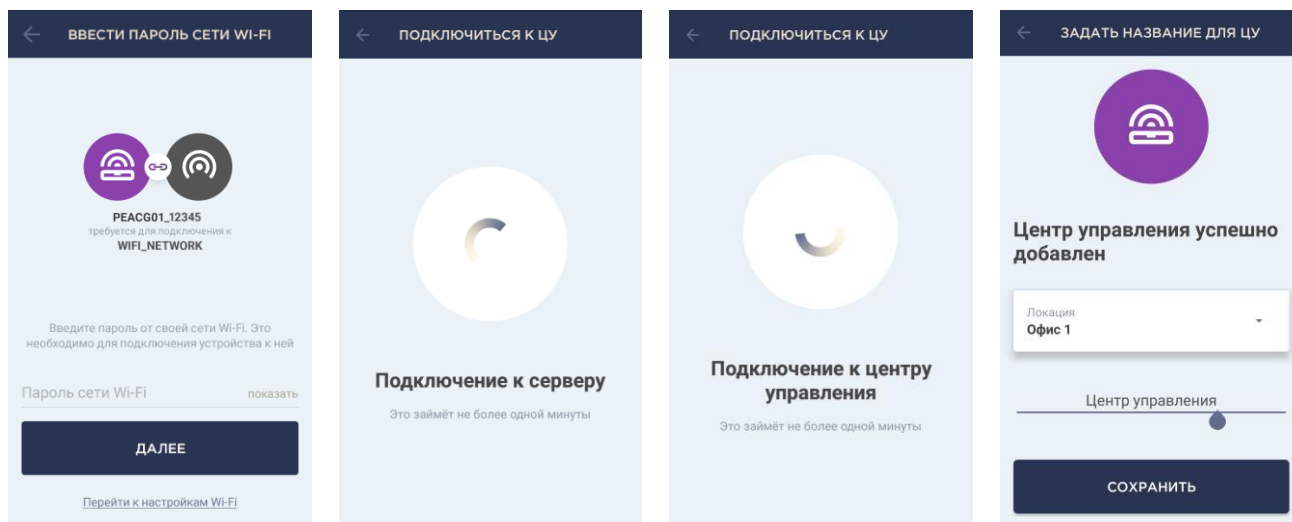 ВВЕСТИ ПАРОЛЬ СЕТИ WI-FI
PEACG01_12345
требуется для подключения к
WIFI_NETWORK
Введите пароль от своей сети Wi-Fi. Это
необходимо для подключения устройства к ней
Пароль сети Wi-Fi
показать
ДАЛЕЕ
Перейти к настройкам Wi-Fi
ПОДКЛЮЧИТЬСЯ К ЦУ
Подключение к серверу
Это займёт не более одной минуты
ПОДКЛЮЧИТЬСЯ К ЦУ
Подключение к центру
управления
Это займёт не более одной минуты
ЗАДАТЬ НАЗВАНИЕ ДЛЯ ЦУ
Центр управления успешно
добавлен
Локация
Офис 1
Центр управления
СОХРАНИТЬ